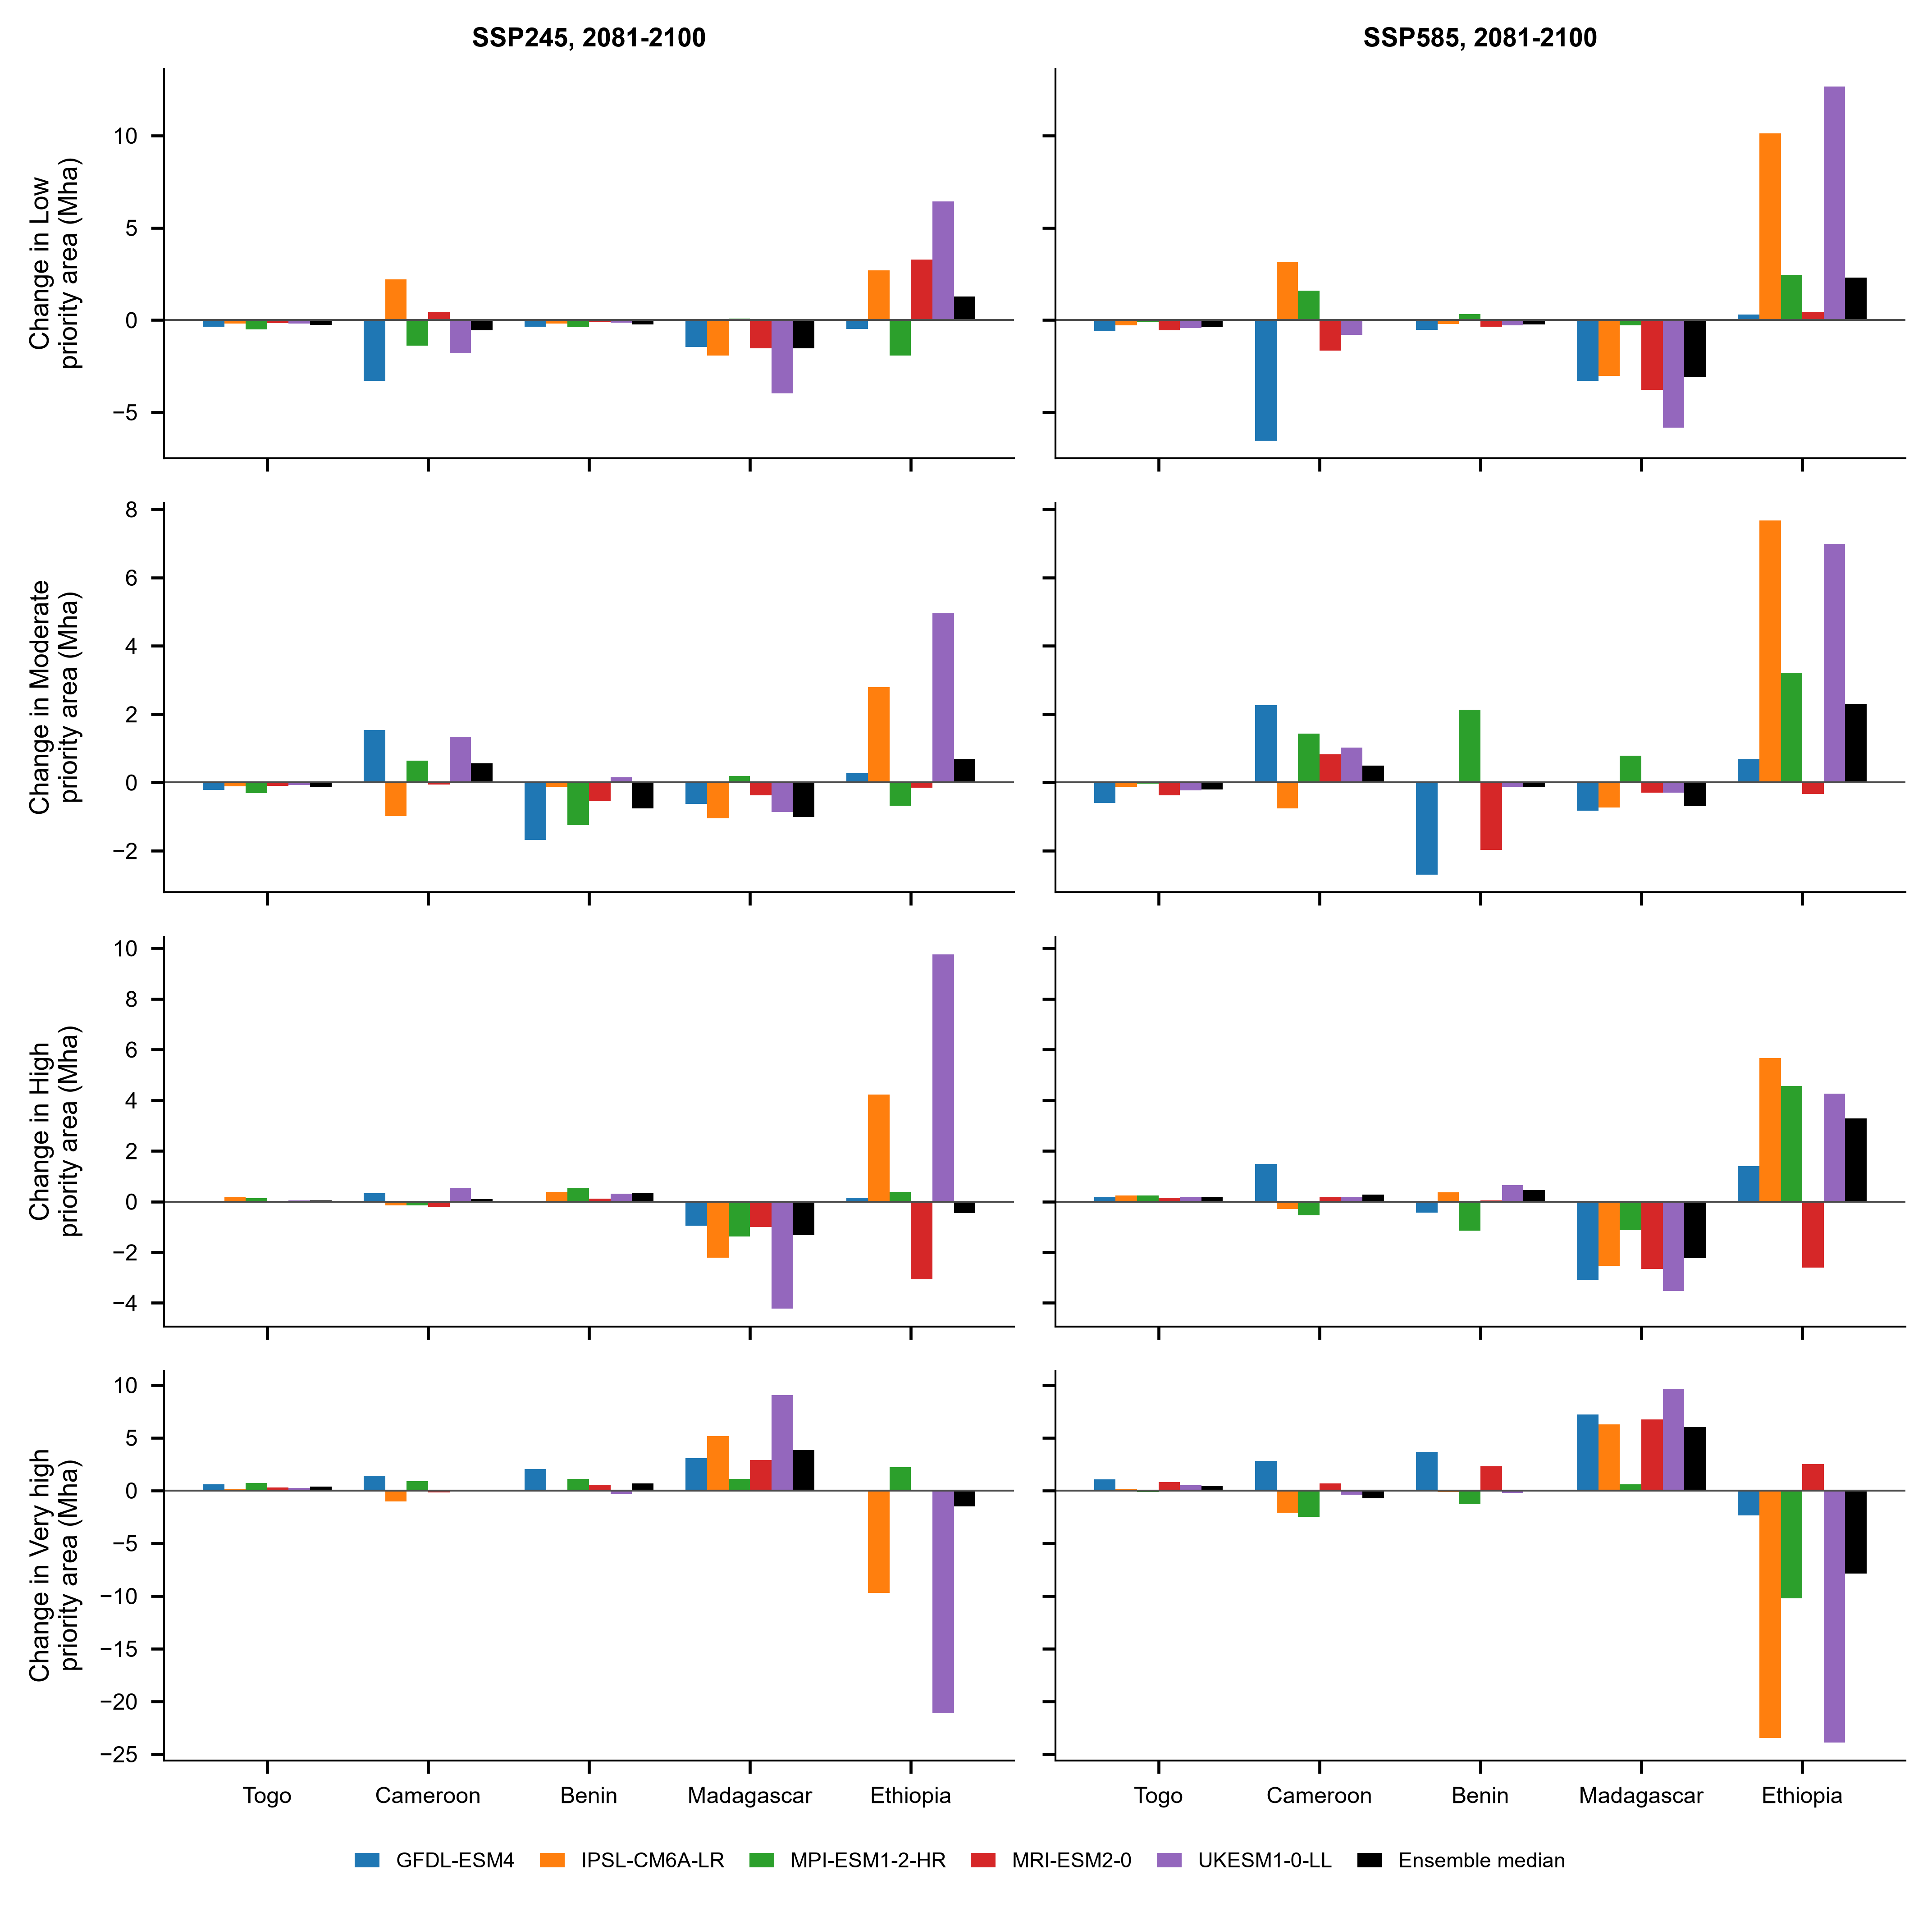 SSP245, 2081-2100
SSP585, 2081-2100
Change in Low
priority area (Mha)
10
5
0
−5
Change in Moderate
priority area (Mha)
8
6
4
2
0
−2
Change in High
priority area (Mha)
10
8
6
4
2
0
−2
−4
Change in Very high
priority area (Mha)
10
5
0
−5
−10
−15
−20
−25
Togo Cameroon Benin Madagascar Ethiopia
Togo Cameroon Benin Madagascar Ethiopia
GFDL-ESM4 IPSL-CM6A-LR MPI-ESM1-2-HR MRI-ESM2-0 UKESM1-0-LL Ensemble median